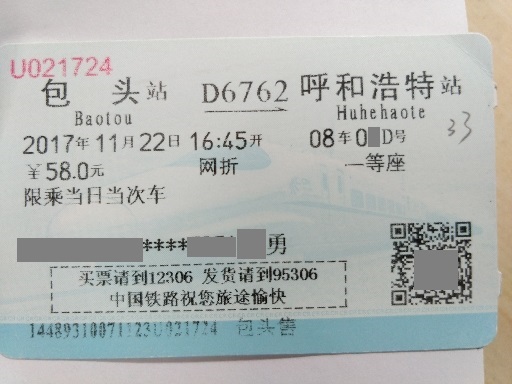 U021724
包头站 D6762 呼和浩特站
Baotou Huhehaote
2017年11月22日 16:45开 08车0 D号
¥58.0元 网折 一等座
限乘当日当次车
33
**** 勇
买票请到12306 发货请到95306
中国铁路祝您旅途愉快
14489310071123U021724 包头售